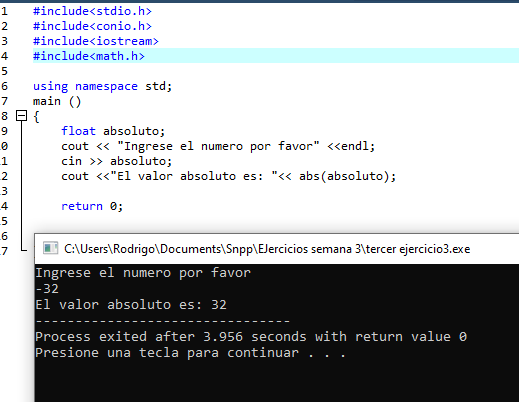 1 #include<stdio.h>
2 #include<conio.h>
3 #include<iostream>
4 #include<math.h>
5
6 using namespace std;
7 main ()
8 {
9 float absoluto;
0 cout << "Ingrese el numero por favor" <<endl;
1 cin >> absoluto;
2 cout <<"El valor absoluto es: "<< abs(absoluto);
3
4 return 0;
5
6
7
C:\Users\Rodrigo\Documents\Snpp\EJercicios semana 3\tercer ejercicio3.exe
Ingrese el numero por favor
-32
El valor absoluto es: 32
--------------------------------
Process exited after 3.956 seconds with return value 0
Presione una tecla para continuar . . .